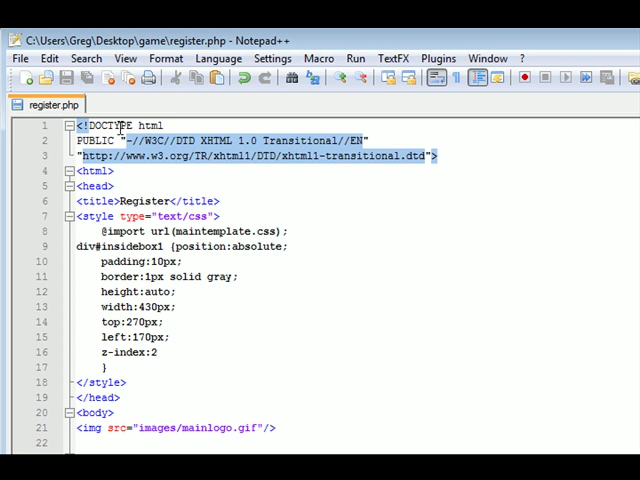 C:\Users\Greg\Desktop\game\register.php - Notepad++
File Edit Search View Format Language Settings Macro Run TextFX Plugins Window ?
register.php
1 <!DOCTYPE html
2 PUBLIC "-//W3C//DTD XHTML 1.0 Transitional//EN"
3 "http://www.w3.org/TR/xhtml1/DTD/xhtml1-transitional.dtd">
4 <html>
5 <head>
6 <title>Register</title>
7 <style type="text/css">
8 @import url(maintemplate.css);
9 div#insidebox1 {position:absolute;
10 padding:10px;
11 border:1px solid gray;
12 height:auto;
13 width:430px;
14 top:270px;
15 left:170px;
16 z-index:2
17 }
18 </style>
19 </head>
20 <body>
21 <img src="images/mainlogo.gif"/>
22